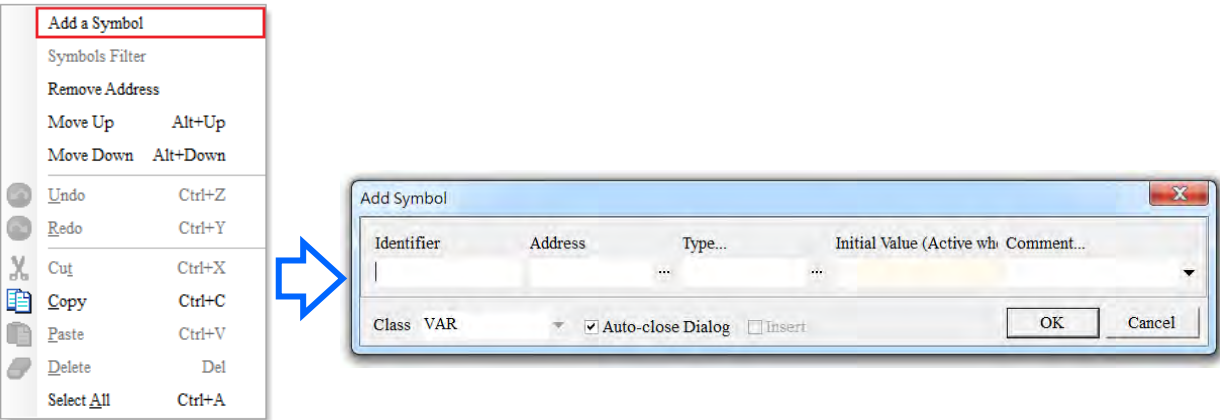 Add a Symbol
Symbols Filter
Remove Address
Move Up Alt+Up
Move Down Alt+Down
Undo Ctrl+Z
Redo Ctrl+Y
Cut Ctrl+X
Copy Ctrl+C
Paste Ctrl+V
Delete Del
Select All Ctrl+A
Add Symbol
Identifier Address Type... Initial Value (Active wh Comment...
... ...
Class VAR Auto-close Dialog Insert OK Cancel